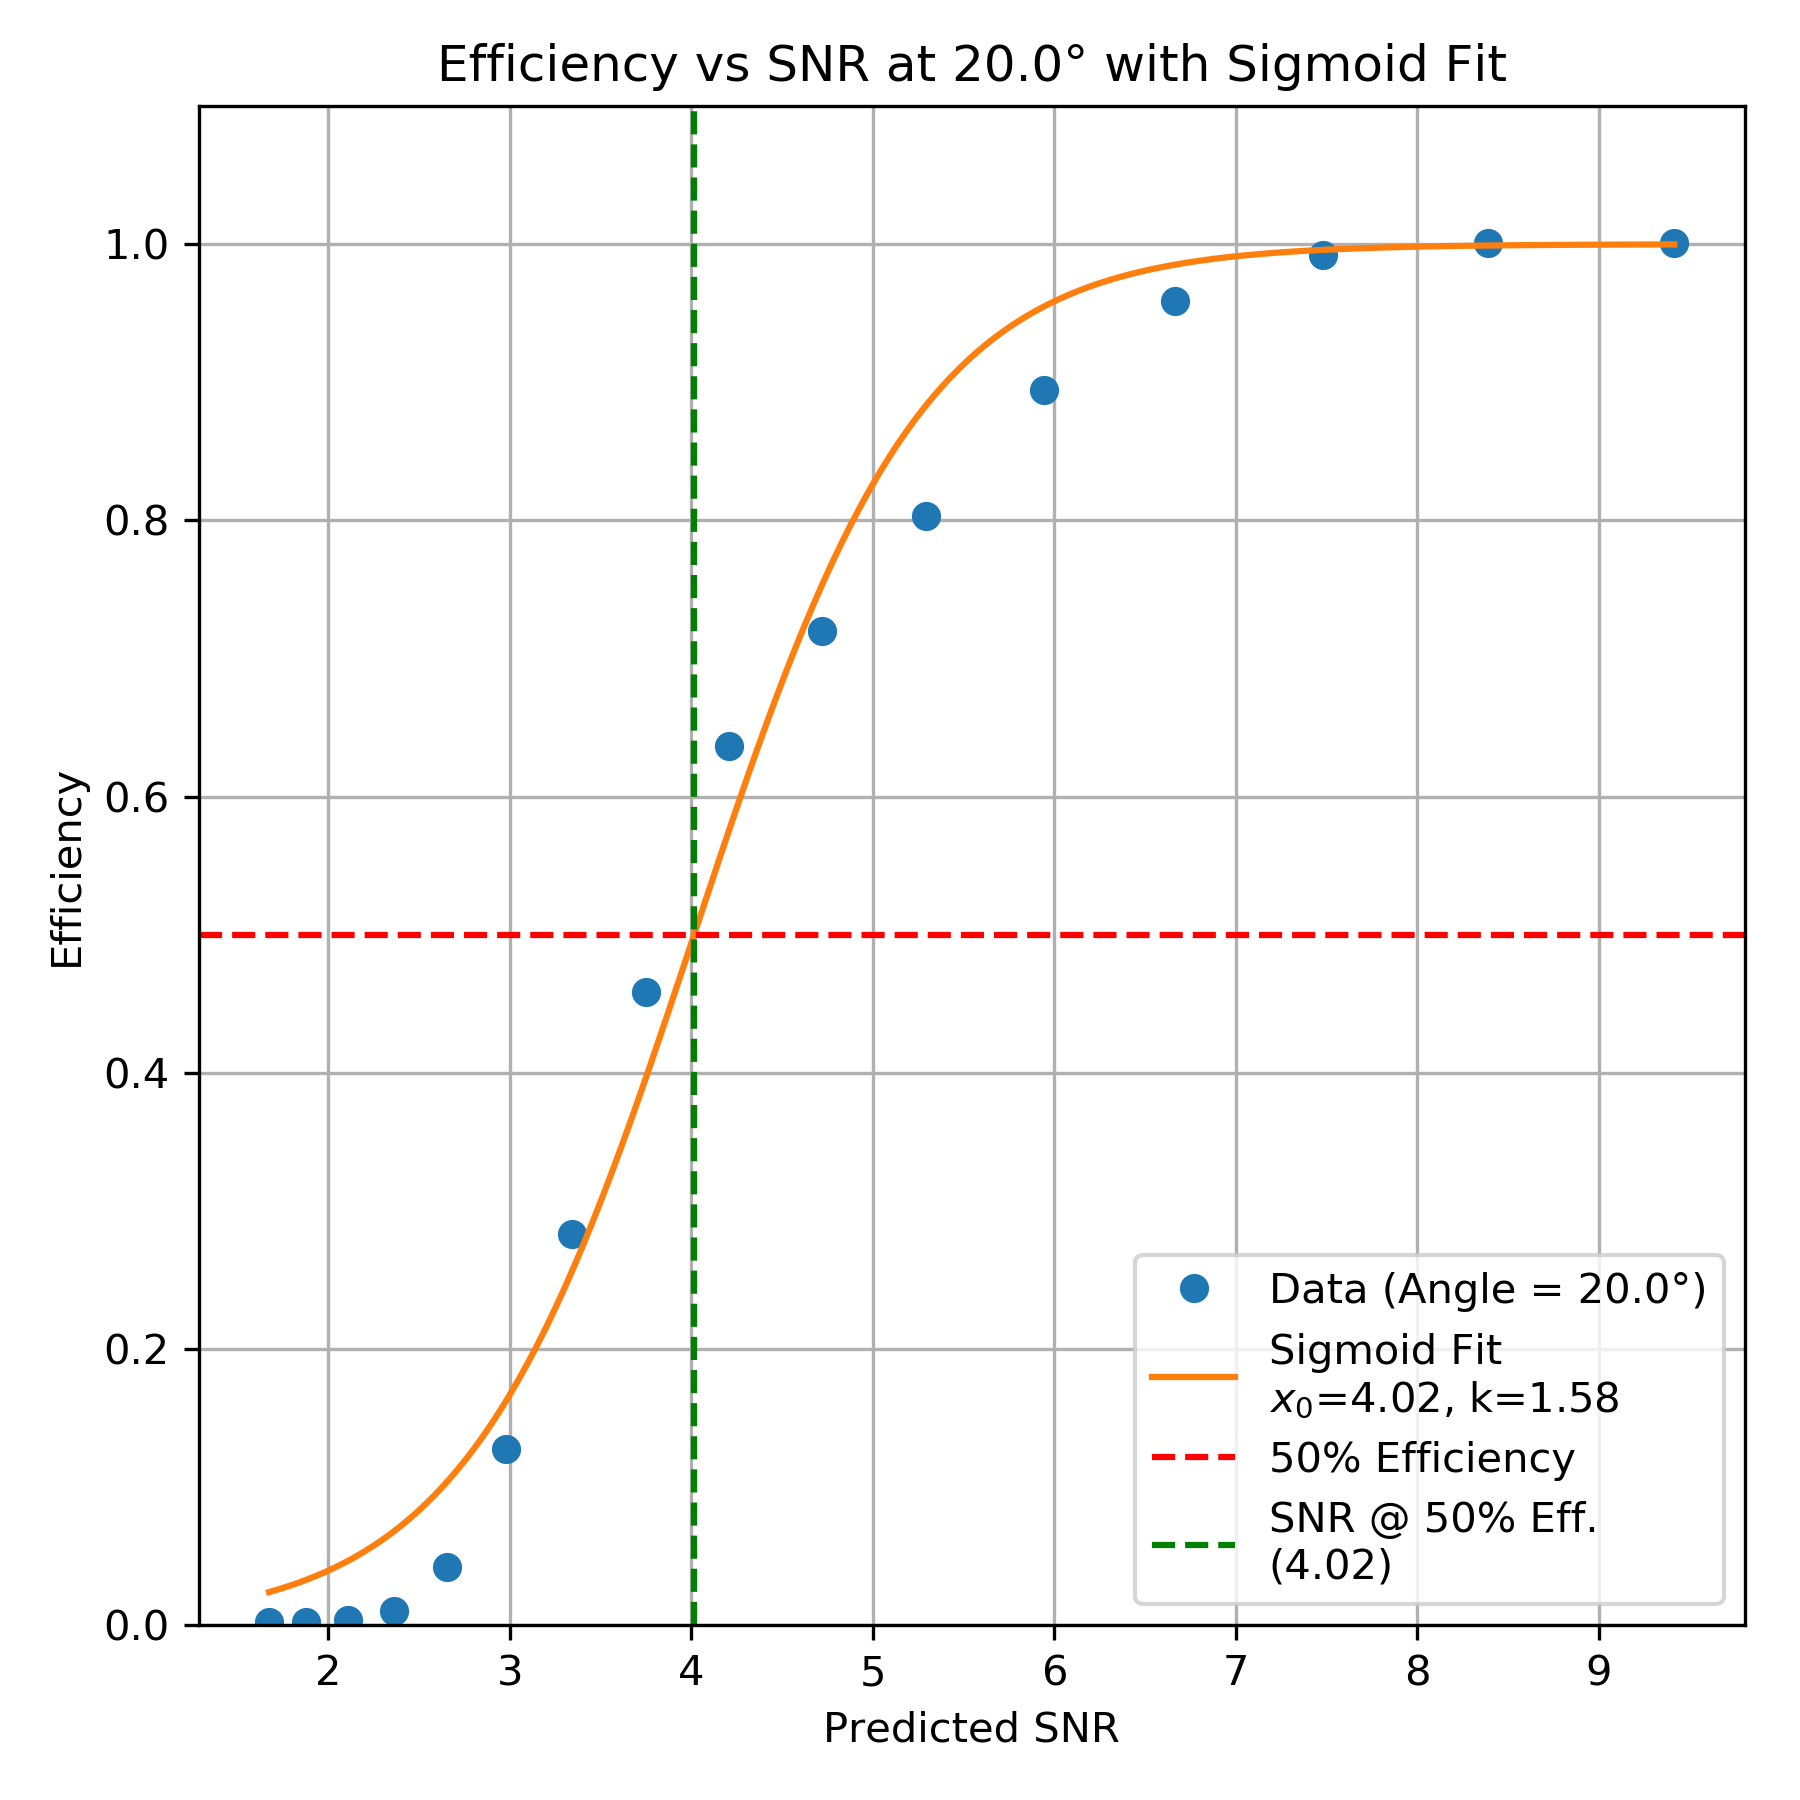 Efficiency vs SNR at 20.0° with Sigmoid Fit
1.0
0.8
0.6
0.4
0.2
0.0
Efficiency
2 3 4 5 6 7 8 9
Predicted SNR
Data (Angle = 20.0°)
Sigmoid Fit
x₀=4.02, k=1.58
50% Efficiency
SNR @ 50% Eff.
(4.02)